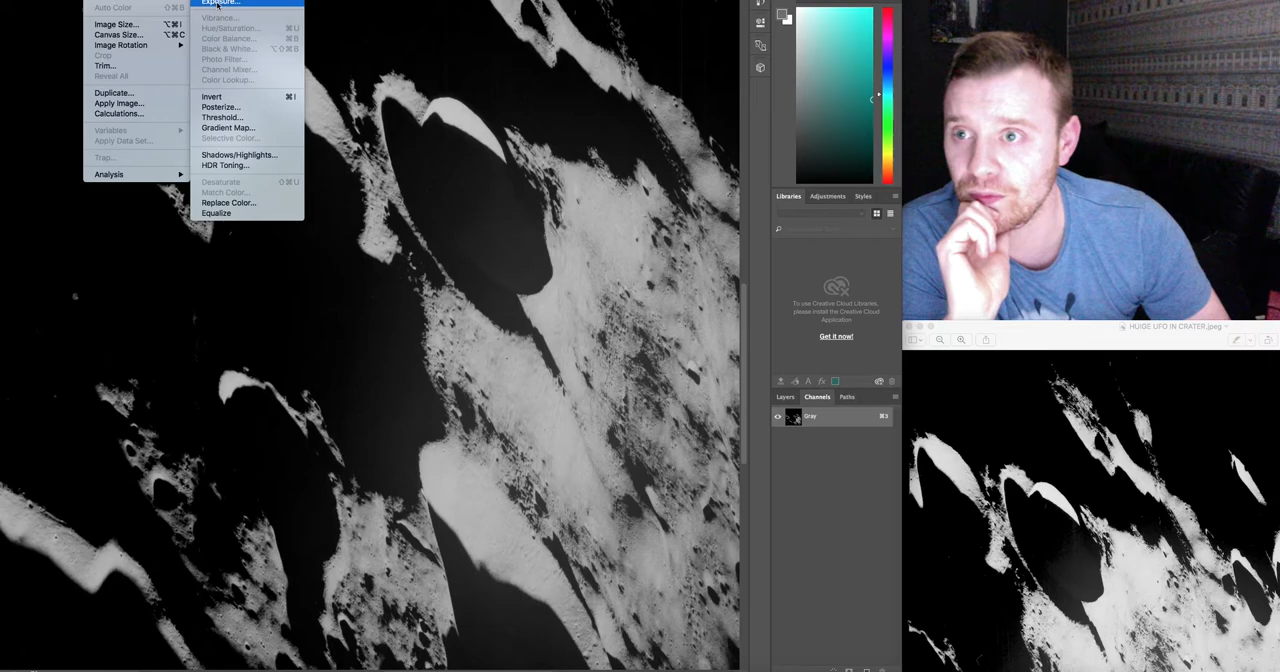 Auto Color ⇧⌘B
Image Size... ⌥⌘I
Canvas Size... ⌥⌘C
Image Rotation
Crop
Trim...
Reveal All
Duplicate...
Apply Image...
Calculations...
Variables
Apply Data Set...
Trap...
Analysis
Exposure...
Vibrance...
Hue/Saturation... ⌘U
Color Balance... ⌘B
Black & White... ⌥⇧⌘B
Photo Filter...
Channel Mixer...
Color Lookup...
Invert ⌘I
Posterize...
Threshold...
Gradient Map...
Selective Color...
Shadows/Highlights...
HDR Toning...
Desaturate ⇧⌘U
Match Color...
Replace Color...
Equalize
Libraries Adjustments Styles
To use Creative Cloud Libraries,
please install the Creative Cloud
Application
Get it now!
Layers Channels Paths
Gray ⌘3
HUIGE UFO IN CRATER.jpeg